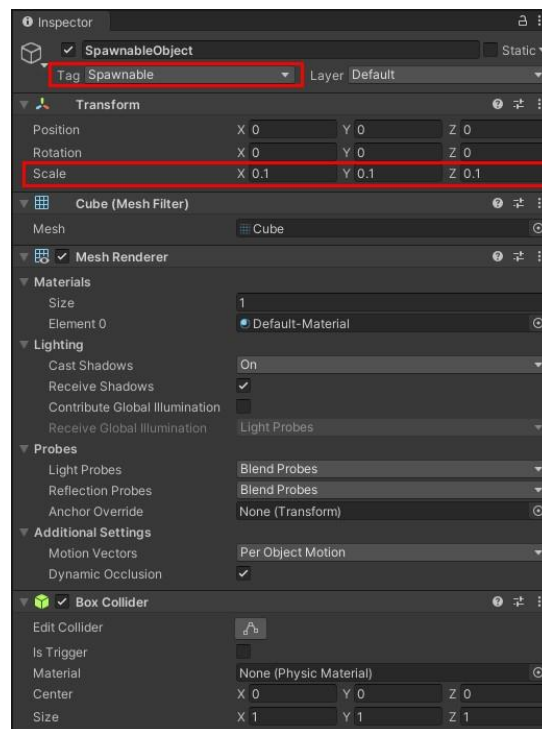 Inspector
SpawnableObject Static
Tag Spawnable Layer Default
Transform
Position X 0 Y 0 Z 0
Rotation X 0 Y 0 Z 0
Scale X 0.1 Y 0.1 Z 0.1
Cube (Mesh Filter)
Mesh Cube
Mesh Renderer
Materials
Size 1
Element 0 Default-Material
Lighting
Cast Shadows On
Receive Shadows
Contribute Global Illumination
Receive Global Illumination Light Probes
Probes
Light Probes Blend Probes
Reflection Probes Blend Probes
Anchor Override None (Transform)
Additional Settings
Motion Vectors Per Object Motion
Dynamic Occlusion
Box Collider
Edit Collider
Is Trigger
Material None (Physic Material)
Center X 0 Y 0 Z 0
Size X 1 Y 1 Z 1